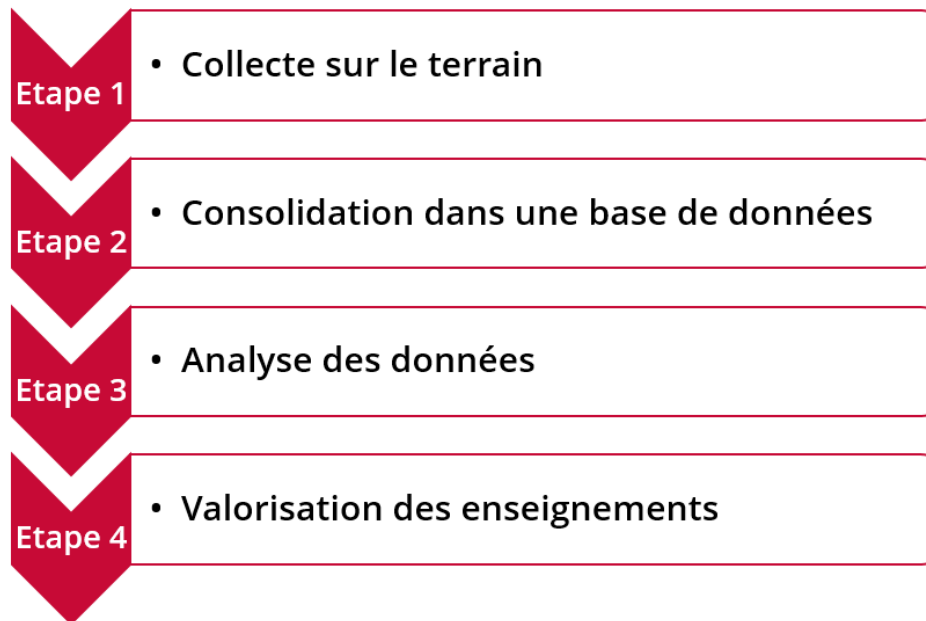 Etape 1
• Collecte sur le terrain
Etape 2
• Consolidation dans une base de données
Etape 3
• Analyse des données
Etape 4
• Valorisation des enseignements